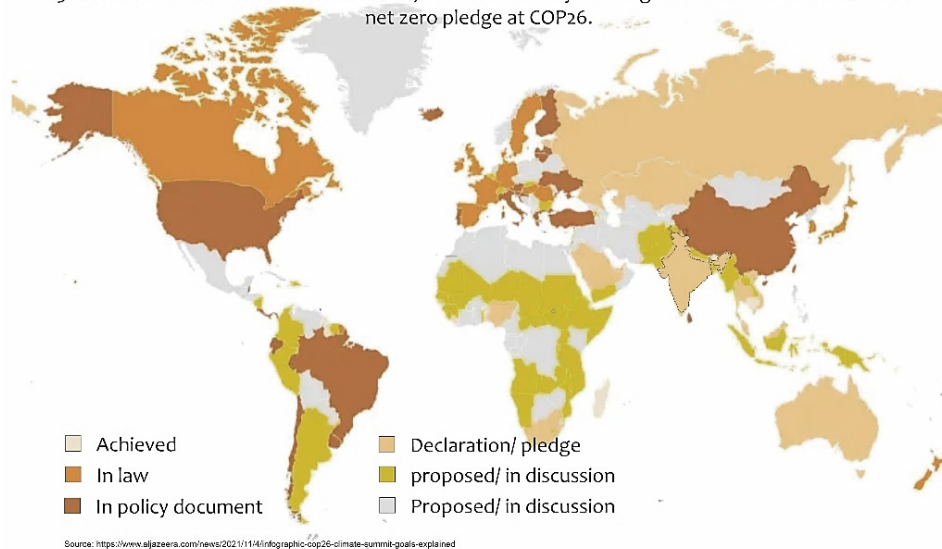 net zero pledge at COP26.
Achieved
In law
In policy document
Declaration/ pledge
proposed/ in discussion
Proposed/ in discussion
Source: https://www.aljazeera.com/news/2021/11/4/infographic-cop26-climate-summit-goals-explained